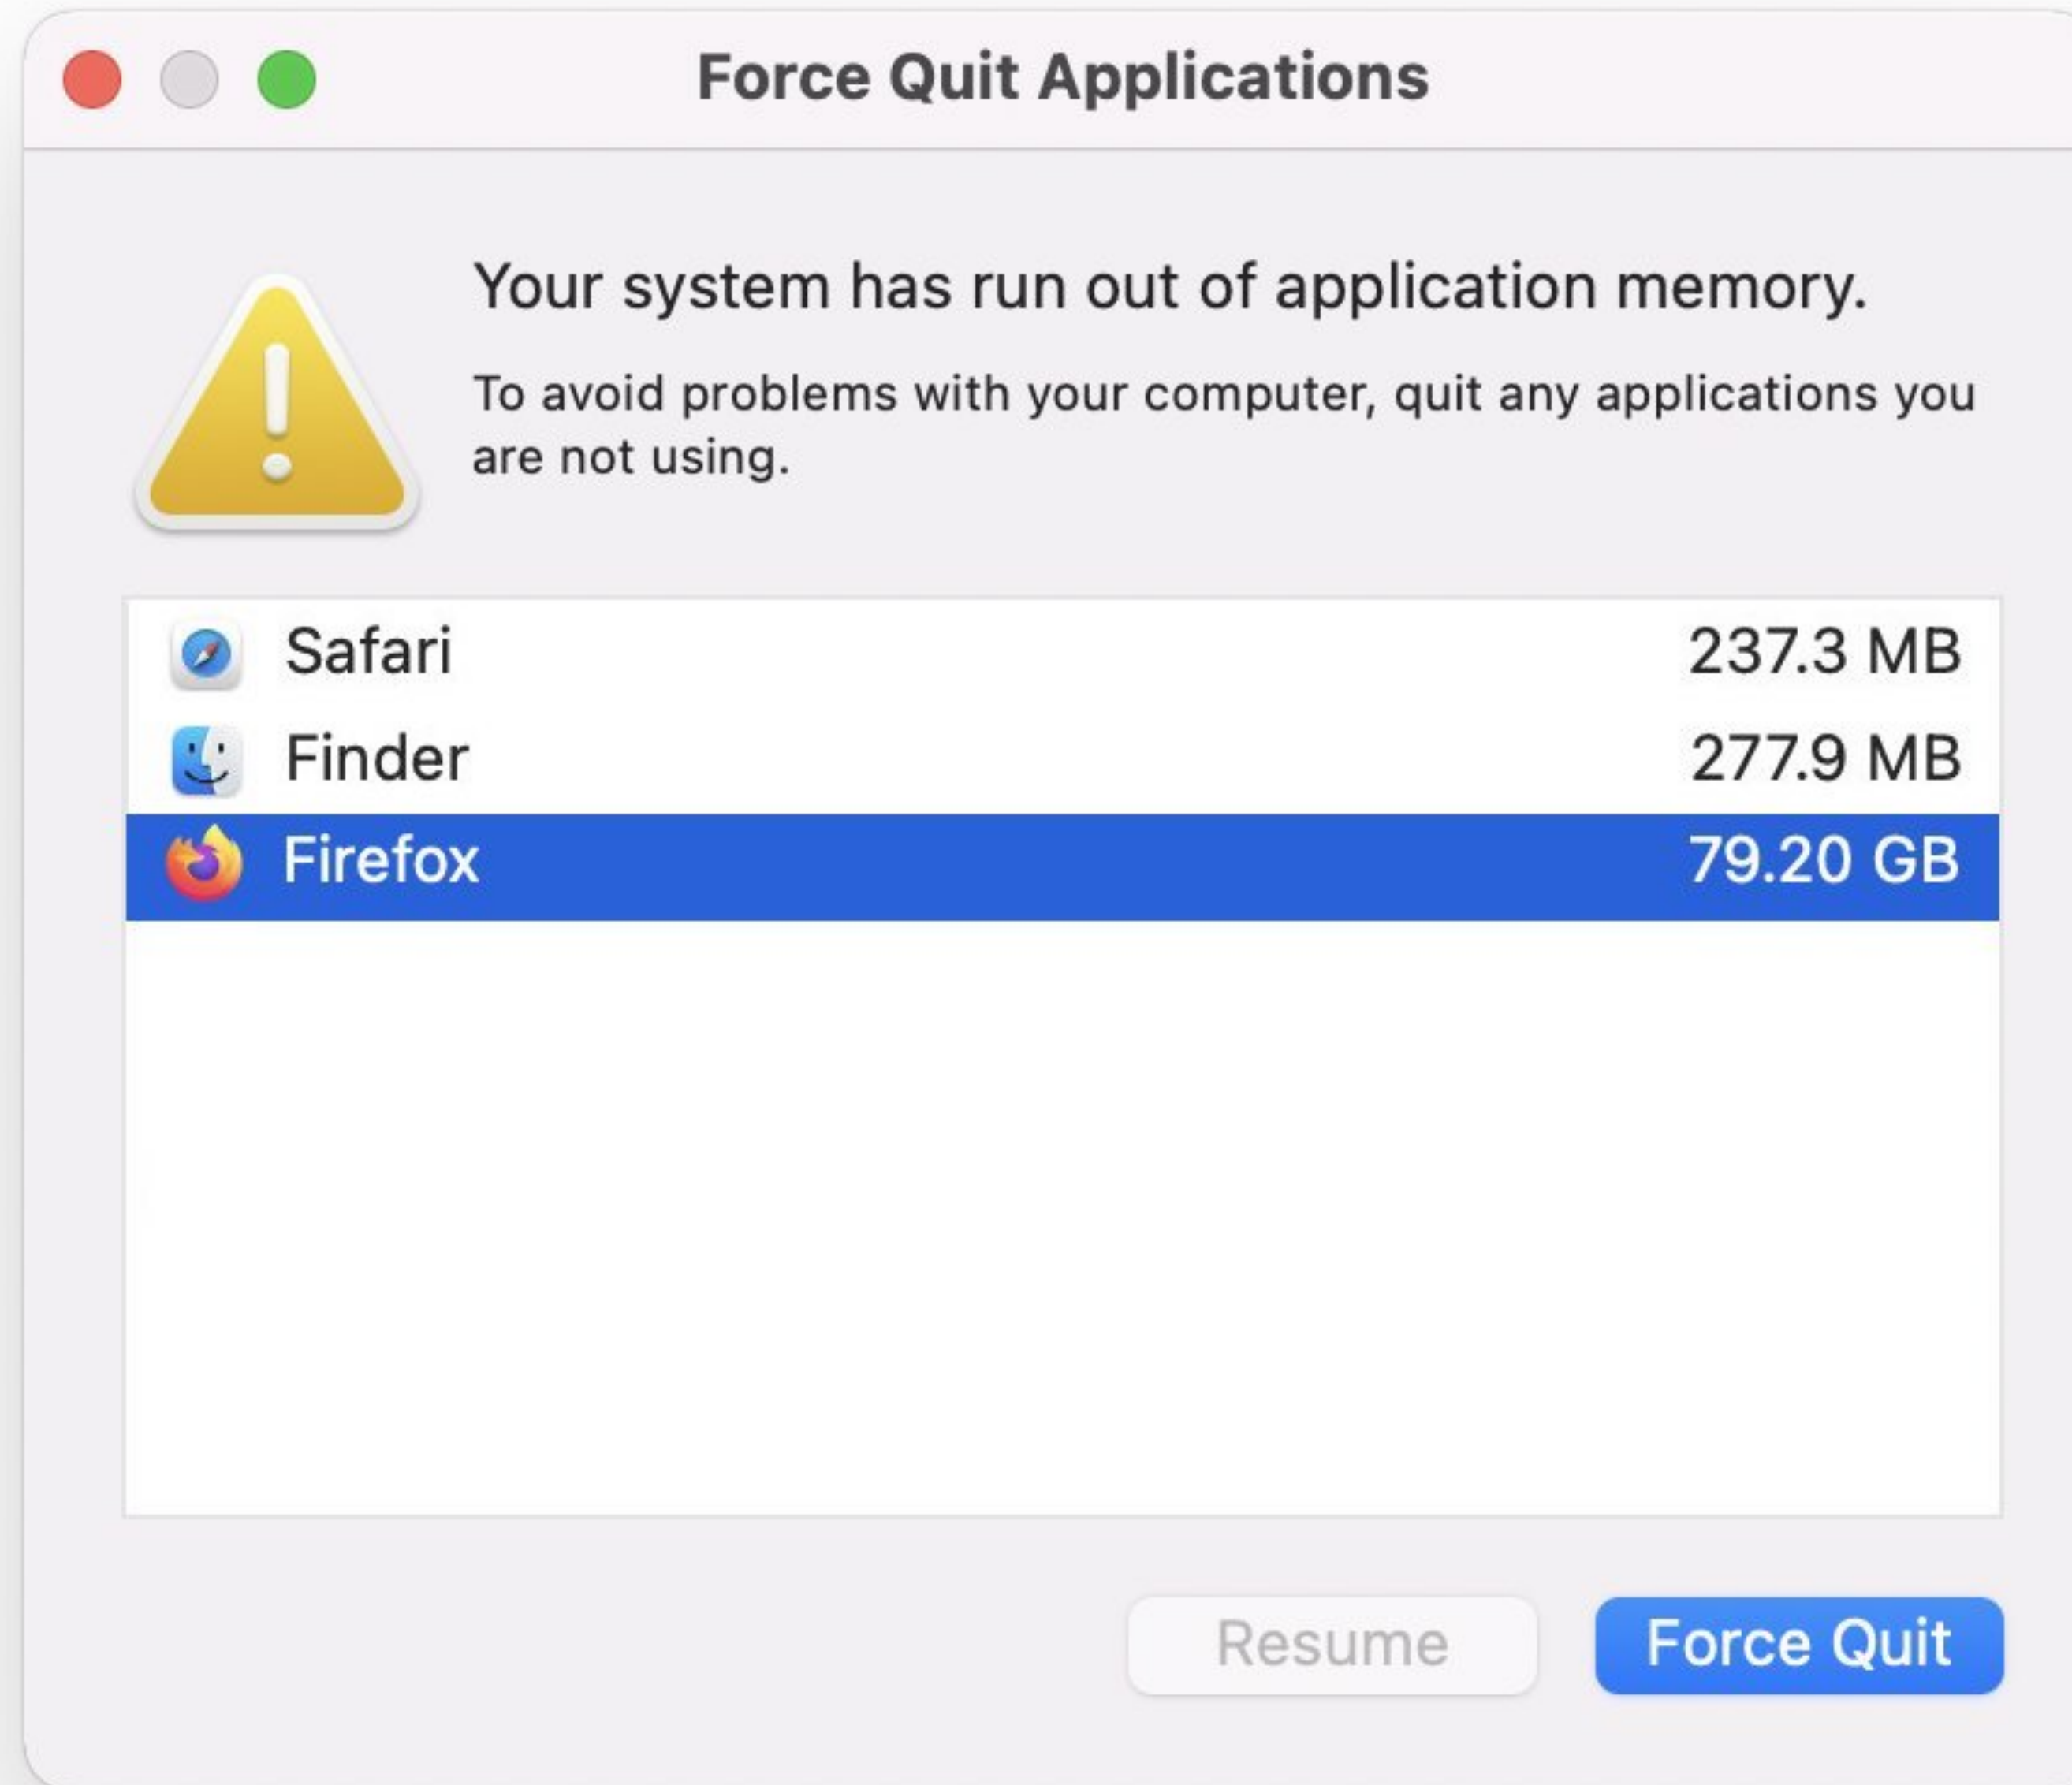 Force Quit Applications
Your system has run out of application memory.
To avoid problems with your computer, quit any applications you
are not using.
Safari 237.3 MB
Finder 277.9 MB
Firefox 79.20 GB
Resume Force Quit